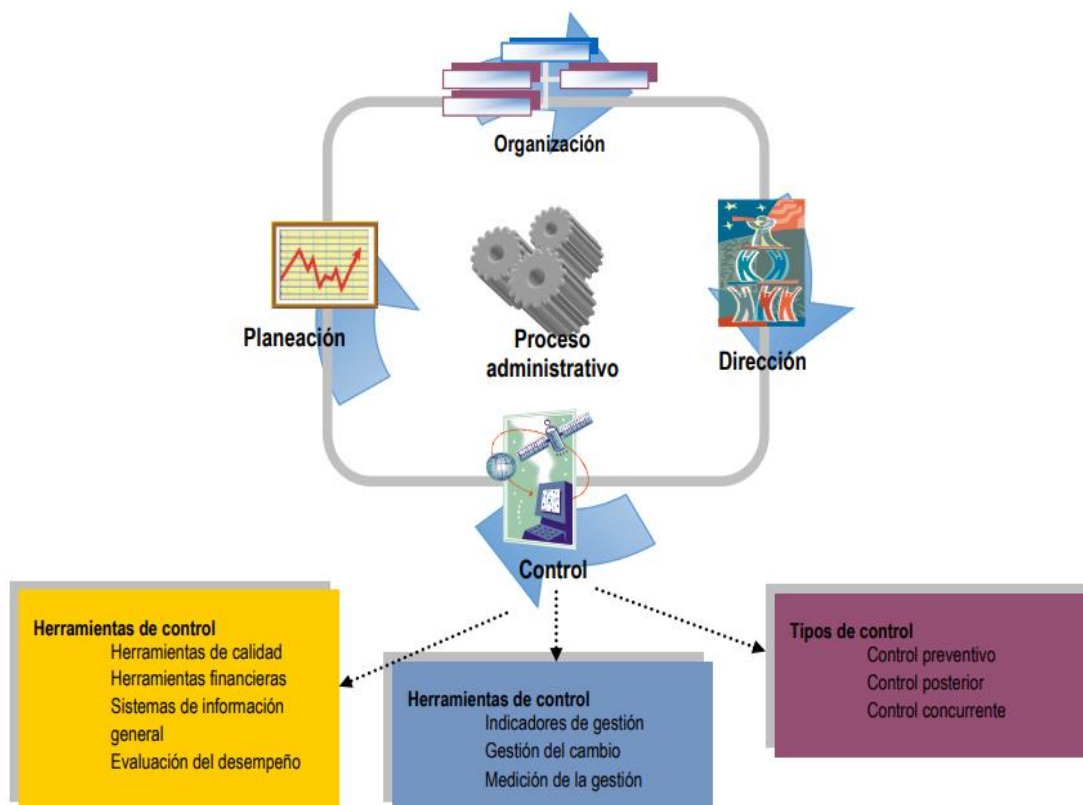 Organización
Planeación
Proceso
administrativo
Dirección
Control
Herramientas de control
Herramientas de calidad
Herramientas financieras
Sistemas de información
general
Evaluación del desempeño
Herramientas de control
Indicadores de gestión
Gestión del cambio
Medición de la gestión
Tipos de control
Control preventivo
Control posterior
Control concurrente